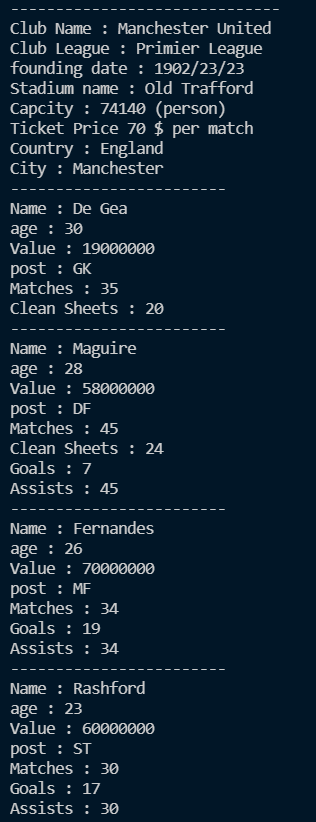 ------------------------------
Club Name : Manchester United
Club League : Primier League
founding date : 1902/23/23
Stadium name : Old Trafford
Capcity : 74140 (person)
Ticket Price 70 $ per match
Country : England
City : Manchester
------------------------
Name : De Gea
age : 30
Value : 19000000
post : GK
Matches : 35
Clean Sheets : 20
------------------------
Name : Maguire
age : 28
Value : 58000000
post : DF
Matches : 45
Clean Sheets : 24
Goals : 7
Assists : 45
------------------------
Name : Fernandes
age : 26
Value : 70000000
post : MF
Matches : 34
Goals : 19
Assists : 34
------------------------
Name : Rashford
age : 23
Value : 60000000
post : ST
Matches : 30
Goals : 17
Assists : 30